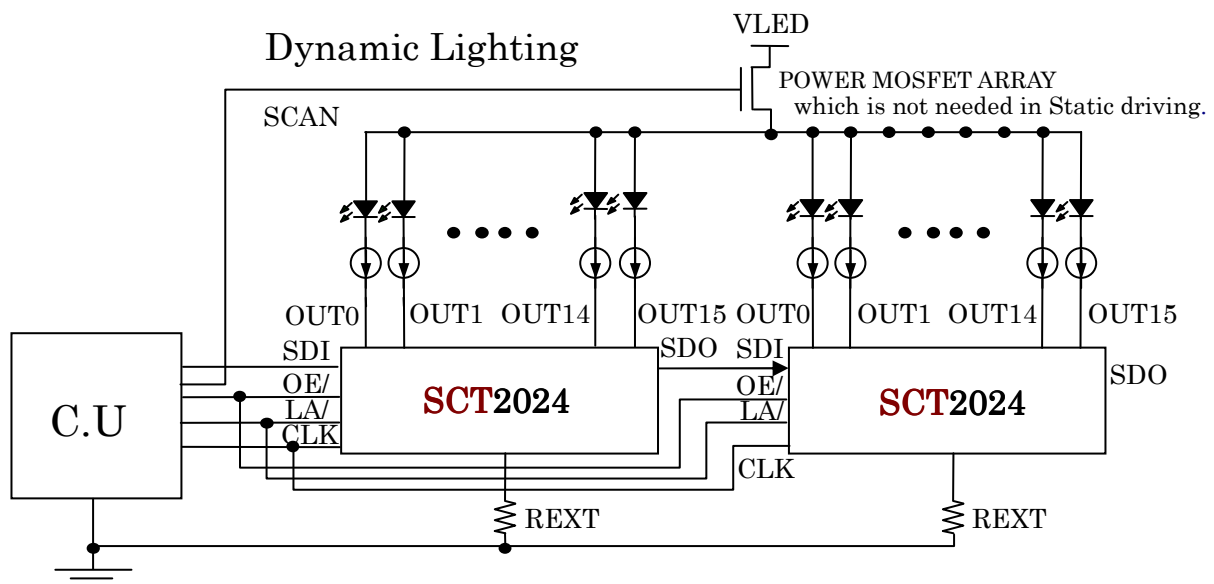 VLED
Dynamic Lighting
POWER MOSFET ARRAY
which is not needed in Static driving.
SCAN
OUT0 OUT1 OUT14 OUT15 OUT0 OUT1 OUT14 OUT15
SDI SDO SDI
OE/ OE/ SDO
C.U LA/ SCT2024 LA/ SCT2024
CLK CLK
REXT REXT